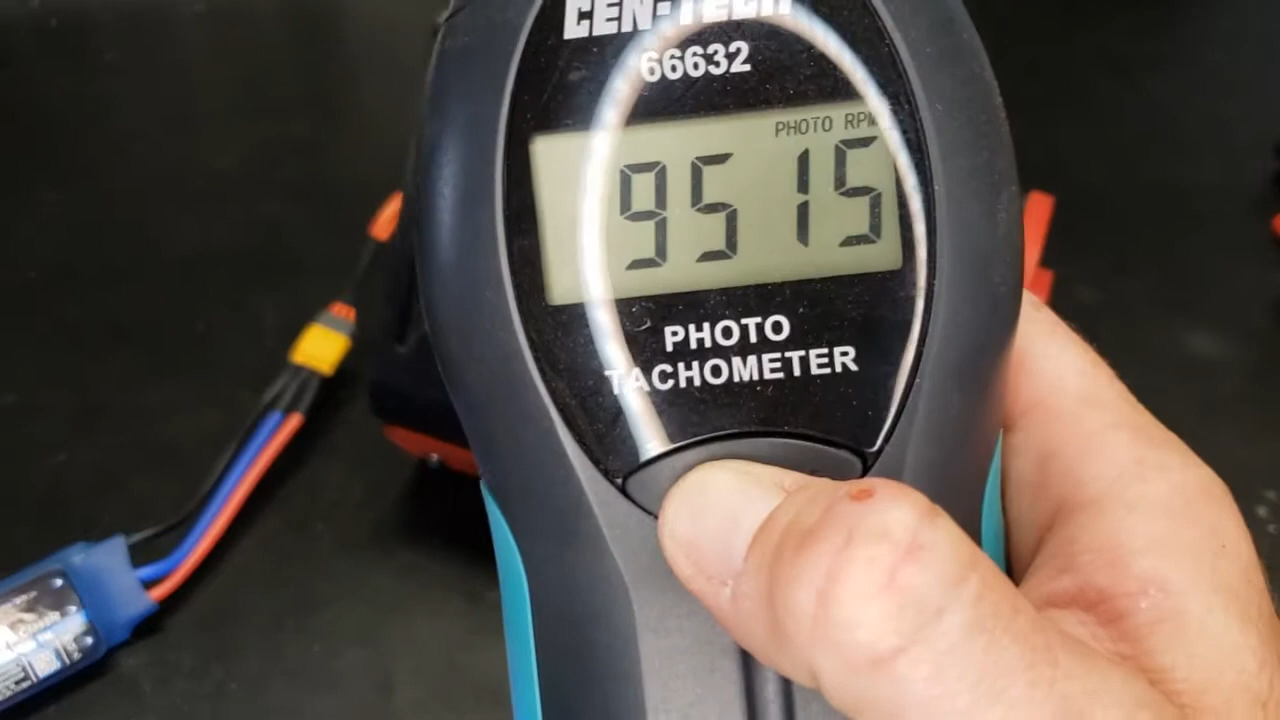 CEN-TECH
66632
PHOTO RPM
9515
PHOTO
TACHOMETER